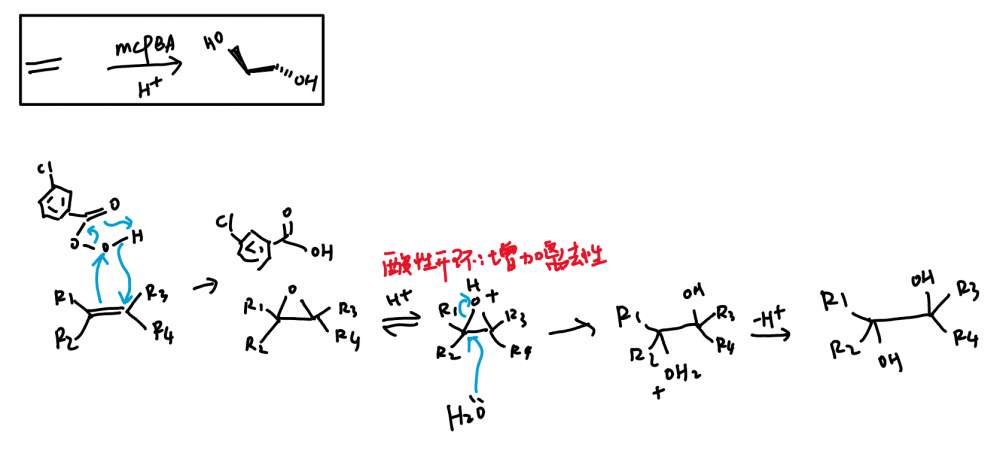 mCPBA
HO
H+
OH
Cl
O
O
O
H
R1
R3
R2
R4
Cl
O
OH
O
R1
R3
R2
R4
酸性开环:增加离去性
H+
H
O+
R1
R3
R2
R4
H2O
OH
R1
R3
R2
R4
OH2
+
-H+
OH
R1
R3
R2
R4
OH